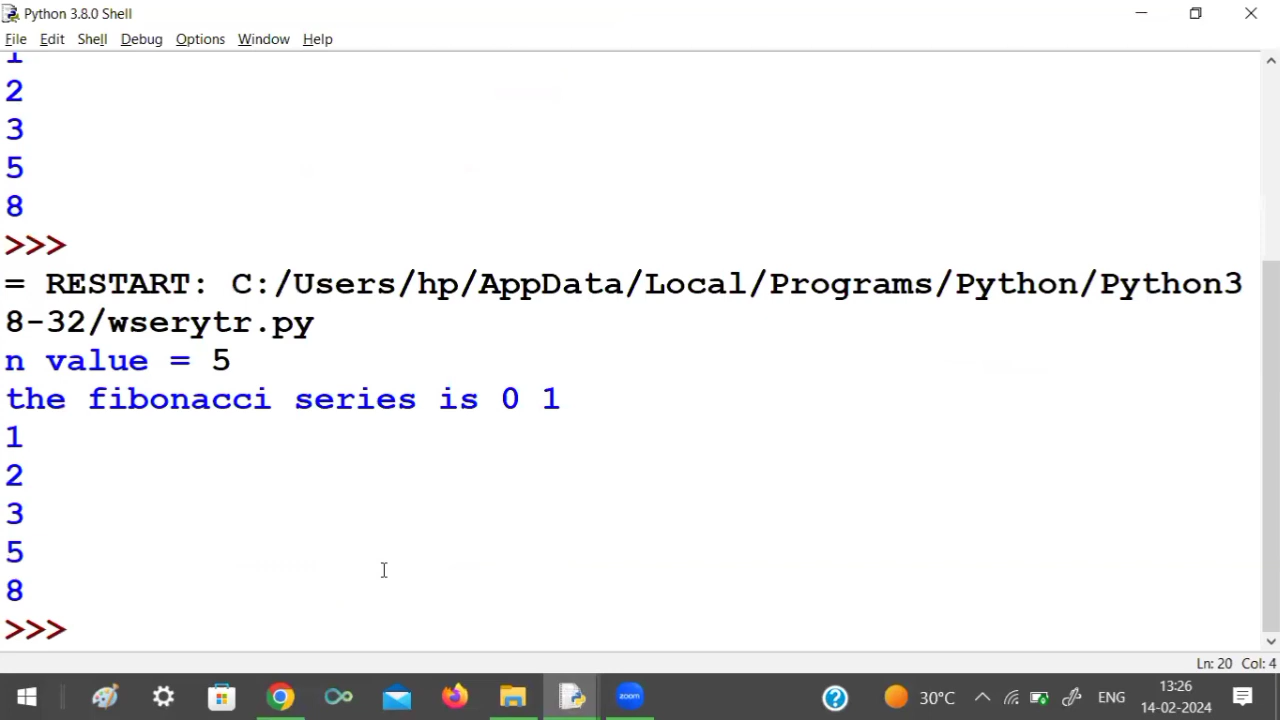 Python 3.8.0 Shell
File Edit Shell Debug Options Window Help
1
2
3
5
8
>>>
= RESTART: C:/Users/hp/AppData/Local/Programs/Python/Python3
8-32/wserytr.py
n value = 5
the fibonacci series is 0 1
1
2
3
5
8
>>>
Ln: 20 Col: 4
zoom
30°C
ENG
13:26
14-02-2024